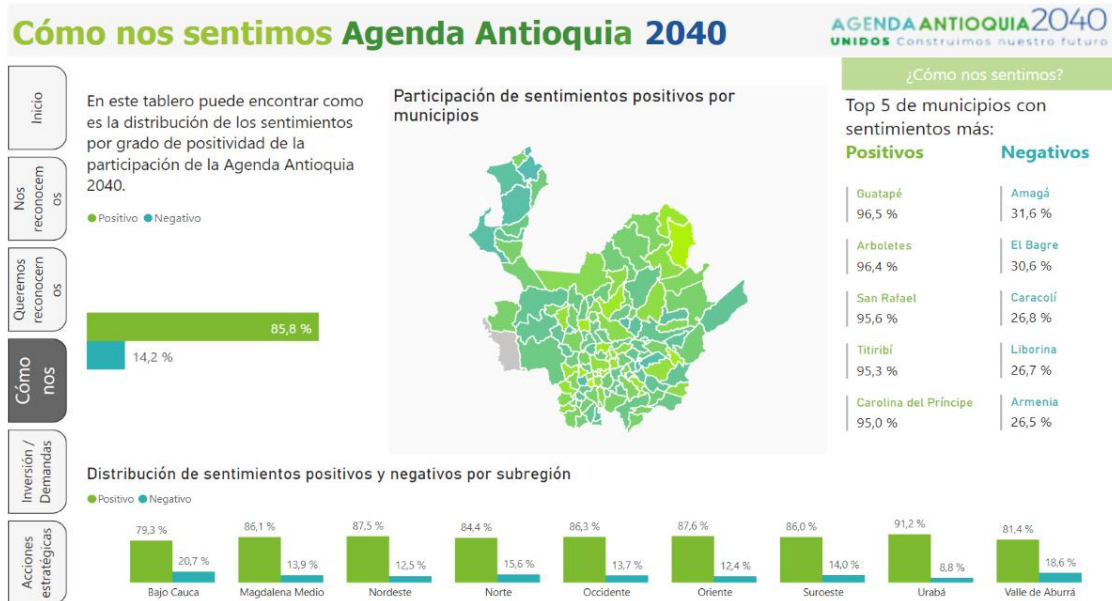 Cómo nos sentimos Agenda Antioquia 2040
AGENDA ANTIOQUIA 2040
UNIDOS Construimos nuestro futuro
Inicio
Nos
reconocem
os
Queremos
reconocern
os
Cómo
nos
Inversión /
Demandas
Acciones
estratégicas
En este tablero puede encontrar como
es la distribución de los sentimientos
por grado de positividad de la
participación de la Agenda Antioquia
2040.
Positivo Negativo
85,8 %
14,2 %
Participación de sentimientos positivos por
municipios
¿Cómo nos sentimos?
Top 5 de municipios con
sentimientos más:
Positivos Negativos
Guatapé Amagá
96,5 % 31,6 %
Arboletes El Bagre
96,4 % 30,6 %
San Rafael Caracolí
95,6 % 26,8 %
Titiribí Liborina
95,3 % 26,7 %
Carolina del Príncipe Armenia
95,0 % 26,5 %
Distribución de sentimientos positivos y negativos por subregión
Positivo Negativo
79,3 % 20,7 % 86,1 % 13,9 % 87,5 % 12,5 % 84,4 % 15,6 % 86,3 % 13,7 % 87,6 % 12,4 % 86,0 % 14,0 % 91,2 % 8,8 % 81,4 % 18,6 %
Bajo Cauca Magdalena Medio Nordeste Norte Occidente Oriente Suroeste Urabá Valle de Aburrá